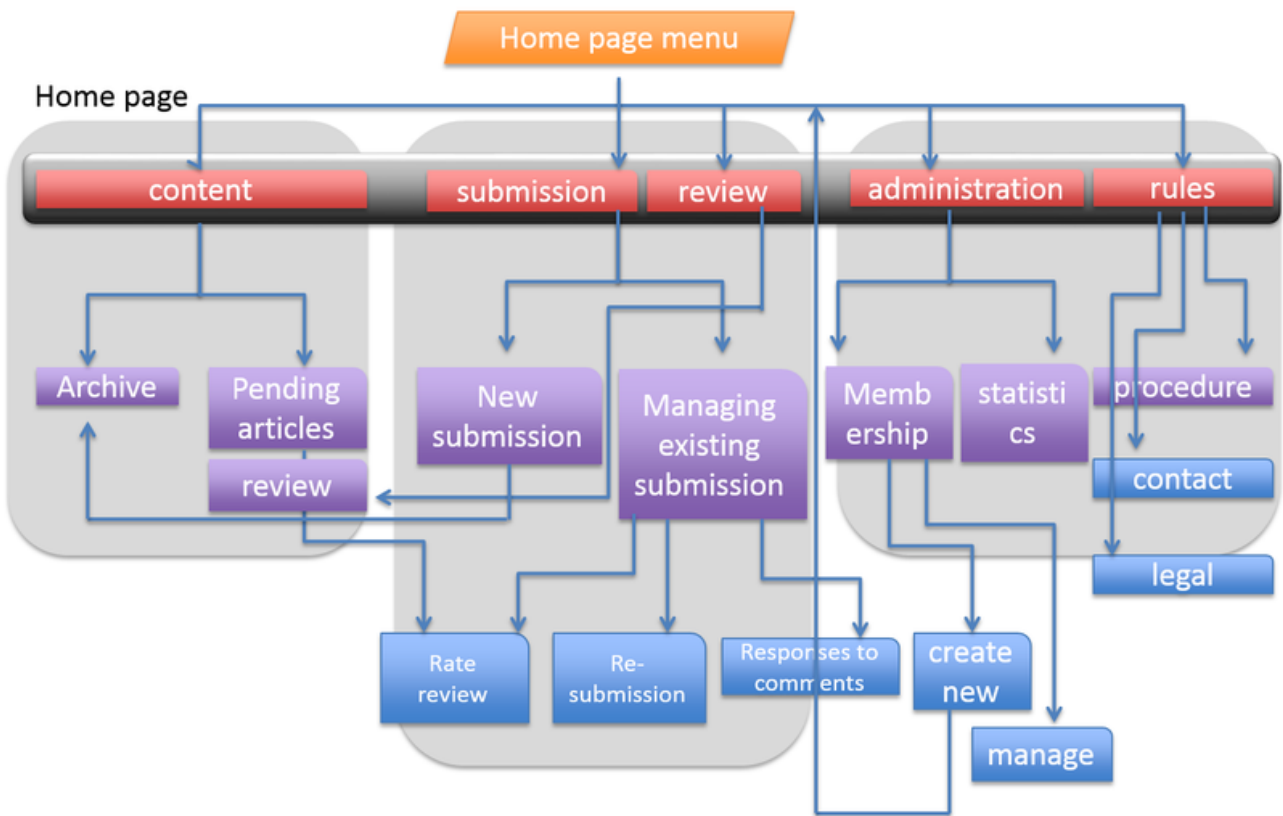 Home page menu
Home page
content
submission
review
administration
rules
Archive
Pending
articles
review
New
submission
Managing
existing
submission
Memb
ership
statisti
cs
procedure
contact
legal
Rate
review
Re-
submission
Responses to
comments
create
new
manage